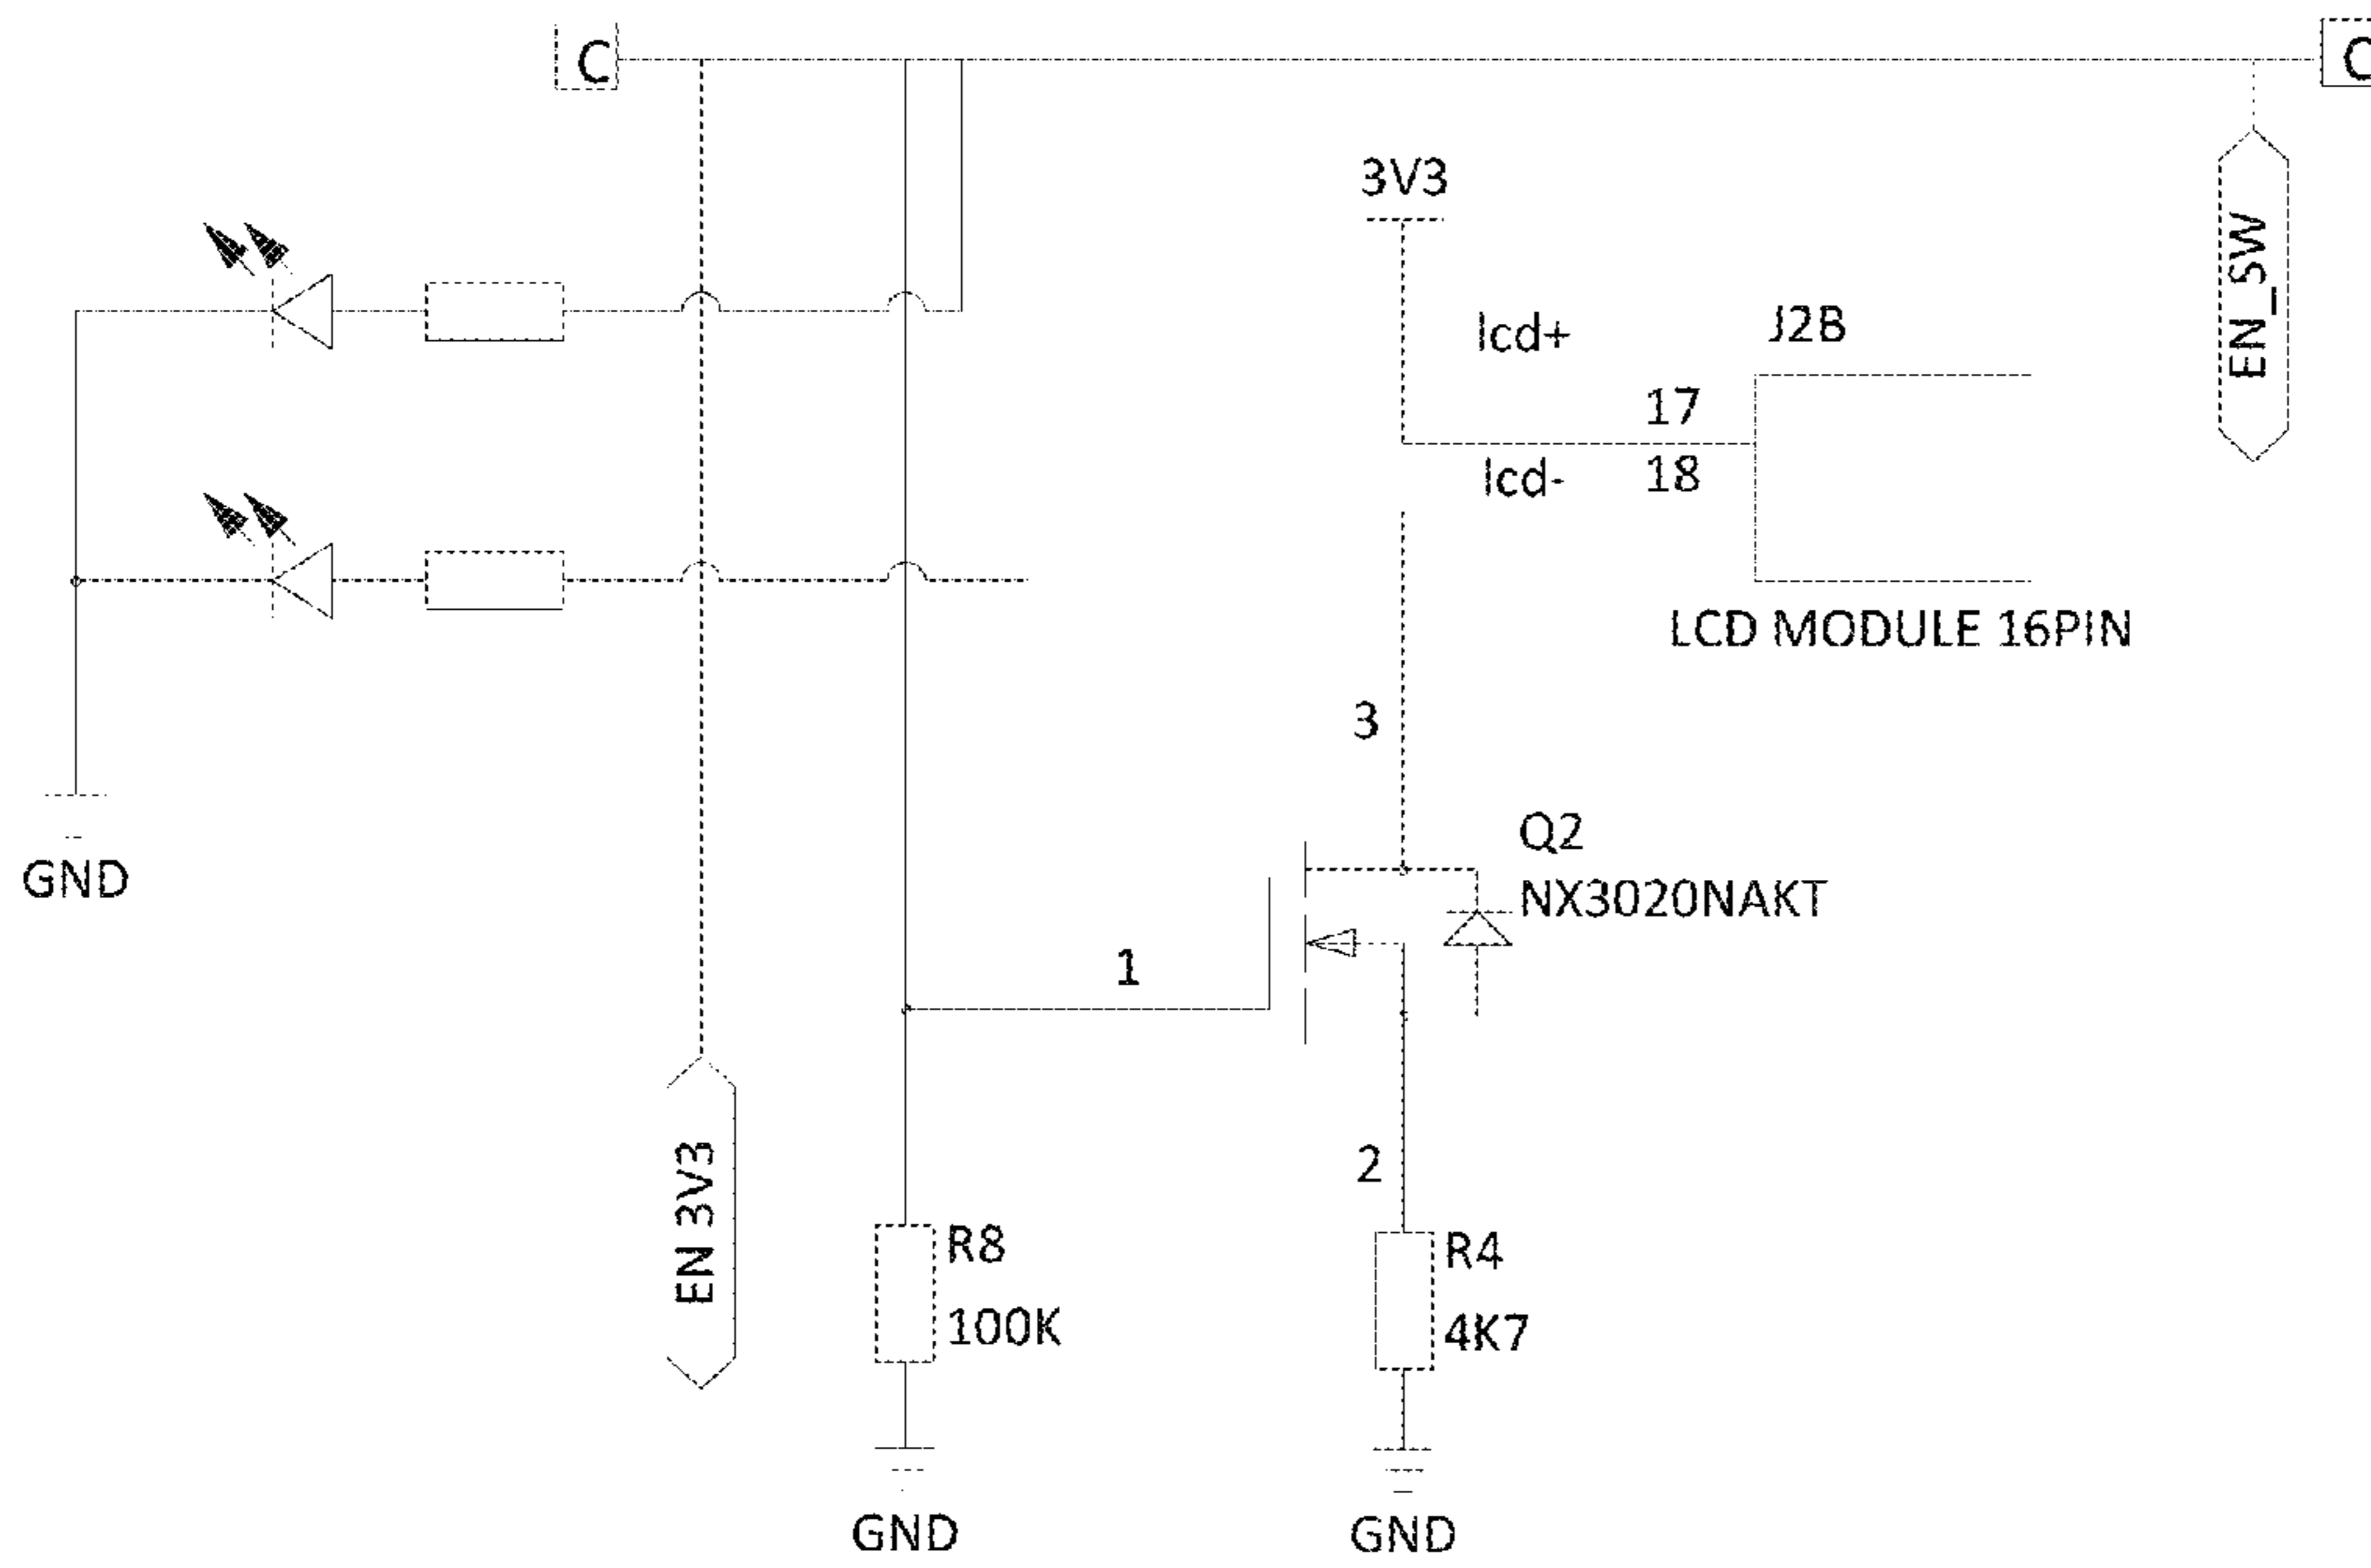 C
C
3V3
EN_SW
lcd+
J2B
17
lcd-
18
LCD MODULE 16PIN
3
Q2
GND
NX3020NAKT
1
EN 3V3
2
R8
R4
100K
4K7
GND
GND